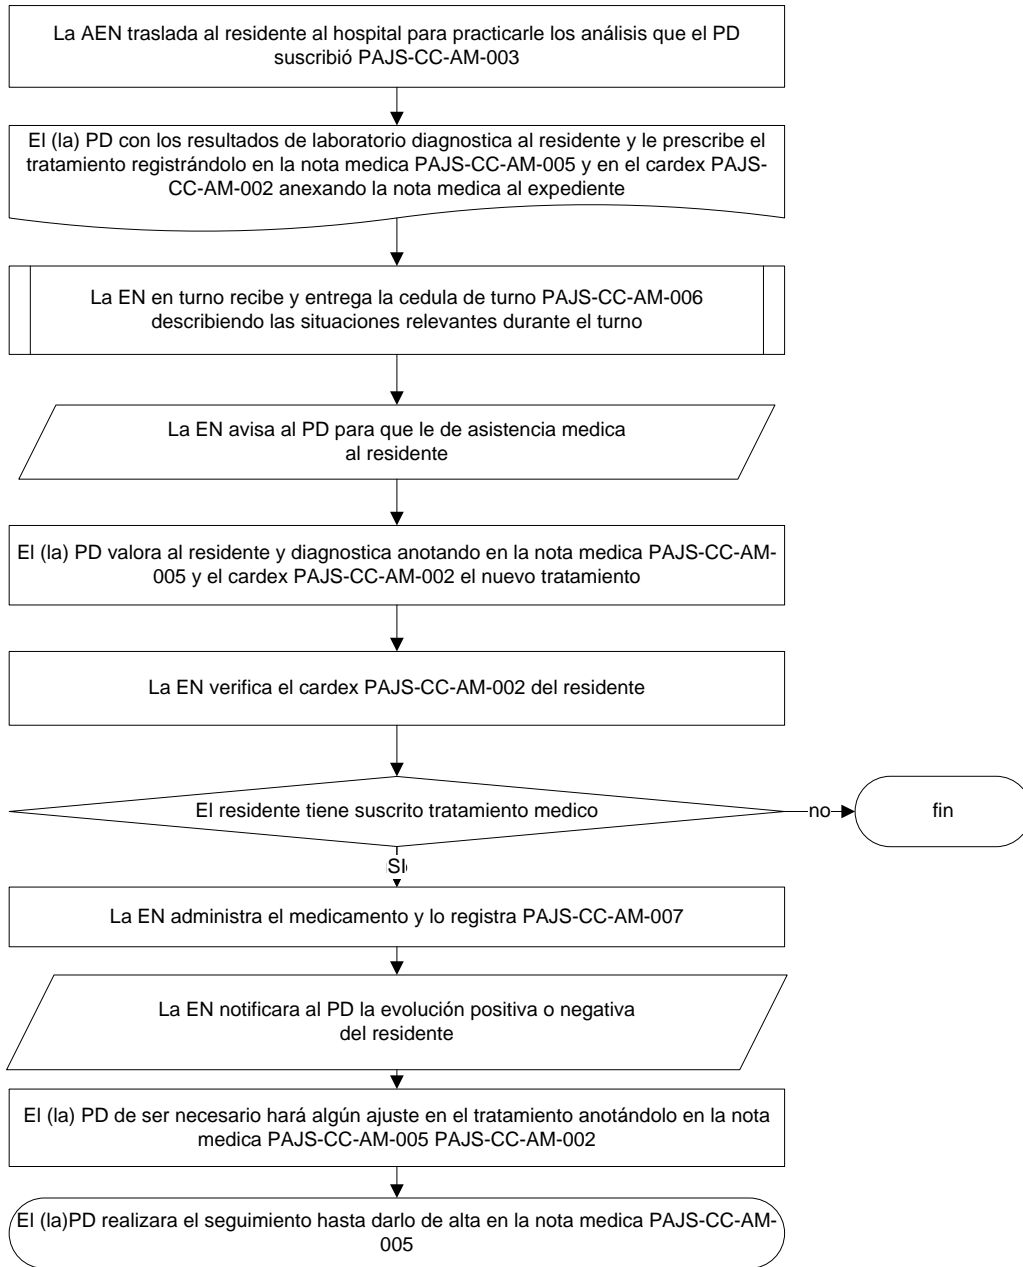 La AEN traslada al residente al hospital para practicarle los análisis que el PD
suscribió PAJS-CC-AM-003
El (la) PD con los resultados de laboratorio diagnostica al residente y le prescribe el
tratamiento registrándolo en la nota medica PAJS-CC-AM-005 y en el cardex PAJS-
CC-AM-002 anexando la nota medica al expediente
La EN en turno recibe y entrega la cedula de turno PAJS-CC-AM-006
describiendo las situaciones relevantes durante el turno
La EN avisa al PD para que le de asistencia medica
al residente
El (la) PD valora al residente y diagnostica anotando en la nota medica PAJS-CC-AM-
005 y el cardex PAJS-CC-AM-002 el nuevo tratamiento
La EN verifica el cardex PAJS-CC-AM-002 del residente
El residente tiene suscrito tratamiento medico
no
fin
SI
La EN administra el medicamento y lo registra PAJS-CC-AM-007
La EN notificara al PD la evolución positiva o negativa
del residente
El (la) PD de ser necesario hará algún ajuste en el tratamiento anotándolo en la nota
medica PAJS-CC-AM-005 PAJS-CC-AM-002
El (la)PD realizara el seguimiento hasta darlo de alta en la nota medica PAJS-CC-AM-
005